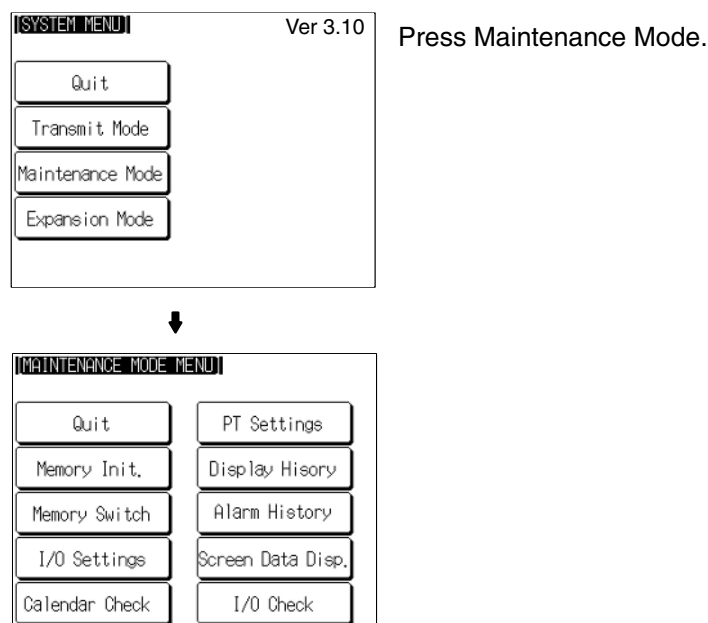 [SYSTEM MENU]
Ver 3.10
Press Maintenance Mode.
Quit
Transmit Mode
Maintenance Mode
Expansion Mode
[MAINTENANCE MODE MENU]
Quit
PT Settings
Memory Init.
Display Hisory
Memory Switch
Alarm History
I/O Settings
Screen Data Disp.
Calendar Check
I/O Check